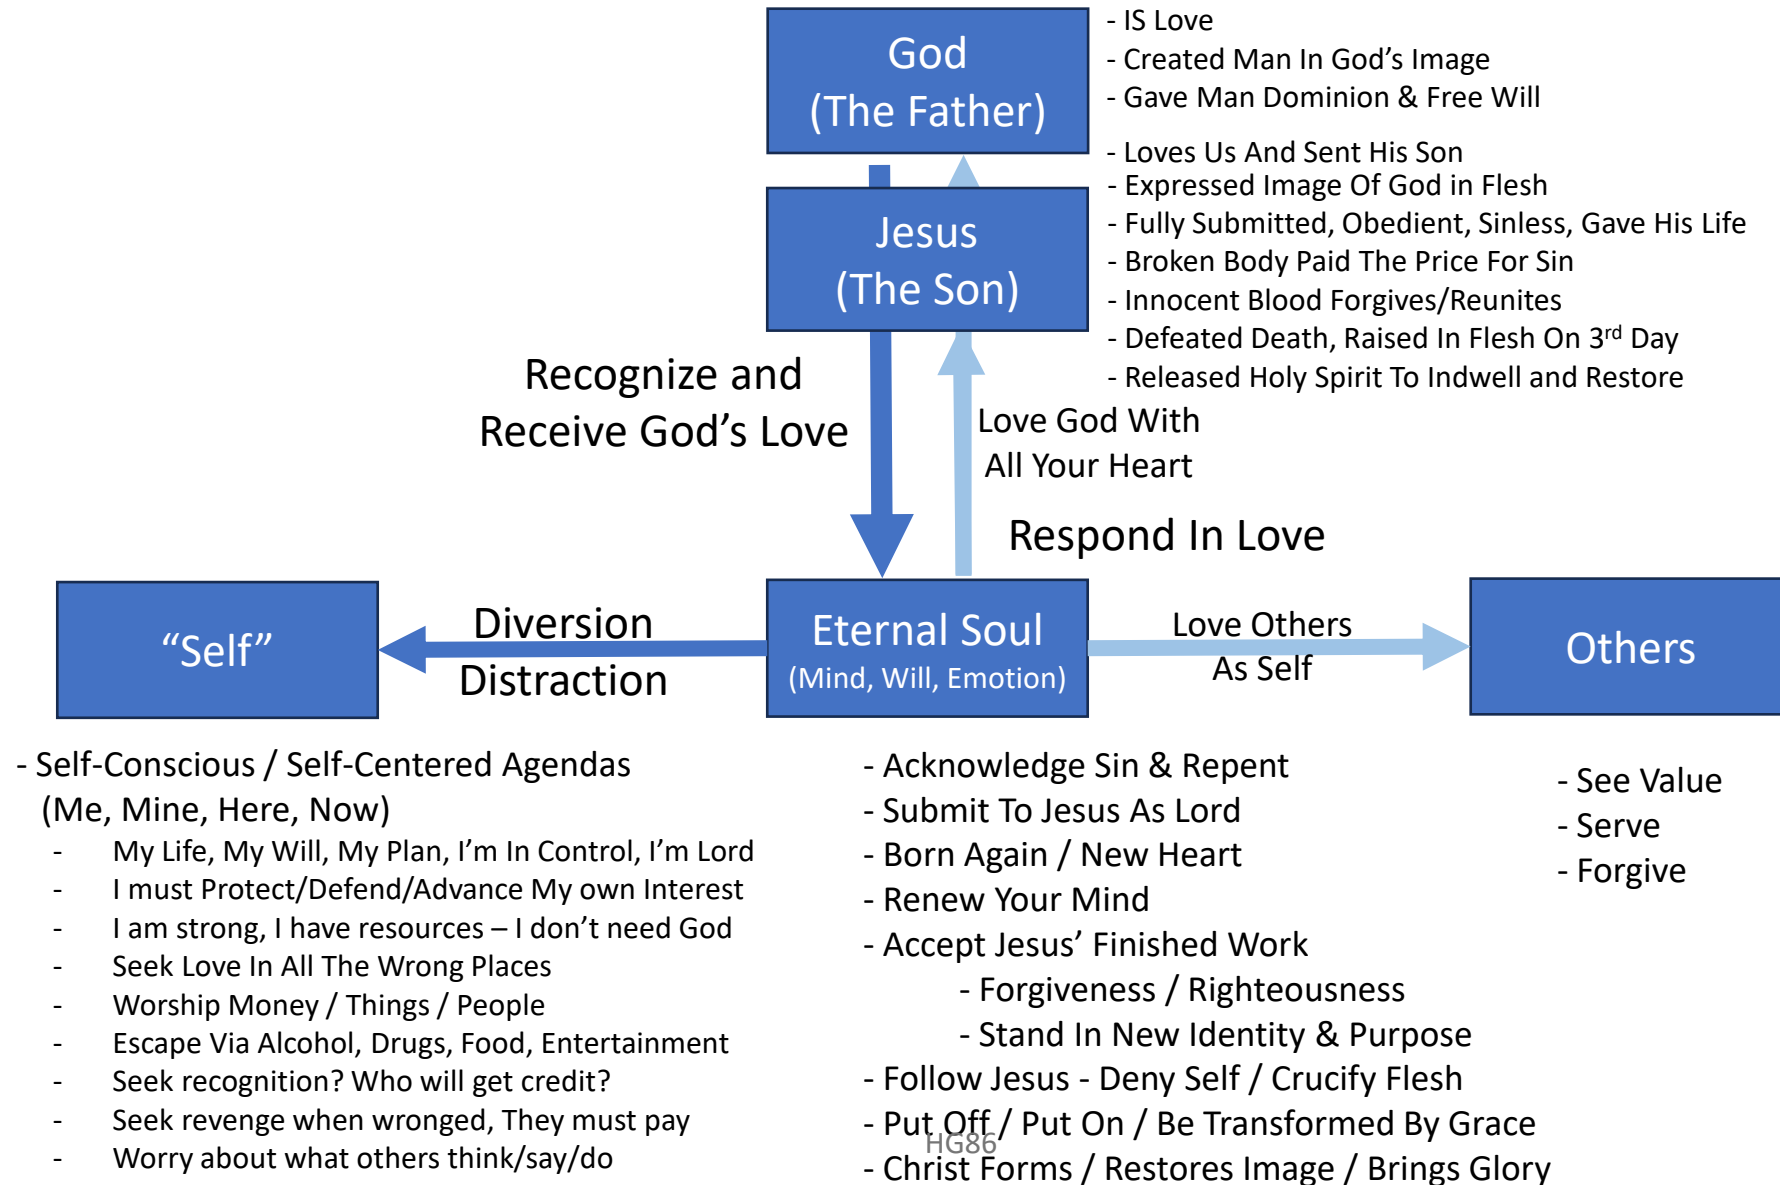 God
(The Father)
- IS Love
- Created Man In God's Image
- Gave Man Dominion & Free Will
- Loves Us And Sent His Son
Jesus
(The Son)
- Expressed Image Of God in Flesh
- Fully Submitted, Obedient, Sinless, Gave His Life
- Broken Body Paid The Price For Sin
- Innocent Blood Forgives/Reunites
- Defeated Death, Raised In Flesh On 3rd Day
- Released Holy Spirit To Indwell and Restore
Recognize and
Receive God's Love
Love God With
All Your Heart
Respond In Love
"Self"
Diversion
Distraction
Eternal Soul
(Mind, Will, Emotion)
Love Others
As Self
Others
- Self-Conscious / Self-Centered Agendas
(Me, Mine, Here, Now)
- My Life, My Will, My Plan, I'm In Control, I'm Lord
- I must Protect/Defend/Advance My own Interest
- I am strong, I have resources – I don't need God
- Seek Love In All The Wrong Places
- Worship Money / Things / People
- Escape Via Alcohol, Drugs, Food, Entertainment
- Seek recognition? Who will get credit?
- Seek revenge when wronged, They must pay
- Worry about what others think/say/do
- Acknowledge Sin & Repent
- Submit To Jesus As Lord
- Born Again / New Heart
- Renew Your Mind
- Accept Jesus' Finished Work
- Forgiveness / Righteousness
- Stand In New Identity & Purpose
- Follow Jesus - Deny Self / Crucify Flesh
- Put Off / Put On / Be Transformed By Grace
- Christ Forms / Restores Image / Brings Glory
- See Value
- Serve
- Forgive
HG86